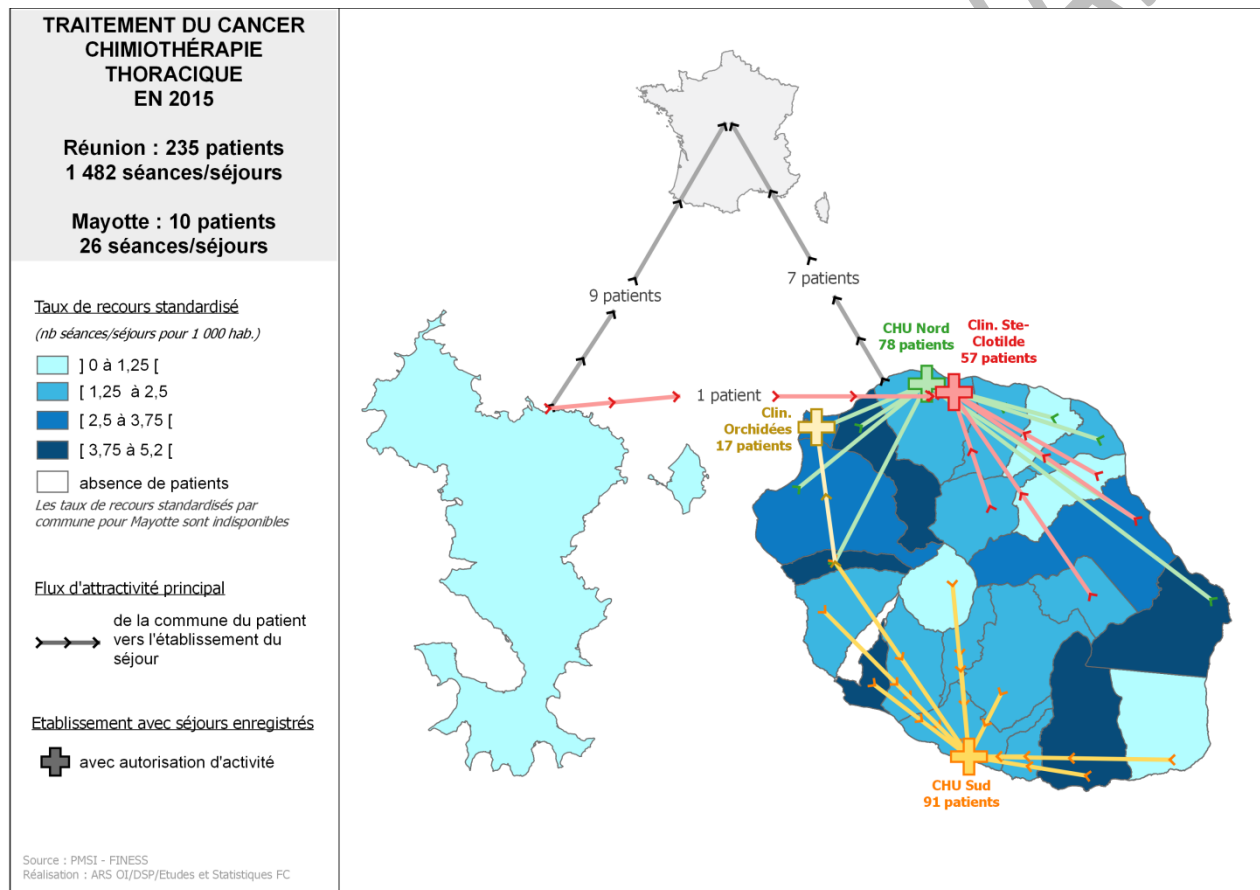 TRAITEMENT DU CANCER
CHIMIOTHÉRAPIE
THORACIQUE
EN 2015
Réunion : 235 patients
1 482 séances/séjours
Mayotte : 10 patients
26 séances/séjours
Taux de recours standardisé
(nb séances/séjours pour 1 000 hab.)
] 0 à 1,25 [
[ 1,25 à 2,5
[ 2,5 à 3,75 [
[ 3,75 à 5,2 [
absence de patients
Les taux de recours standardisés par
commune pour Mayotte sont indisponibles
Flux d'attractivité principal
de la commune du patient
vers l'établissement du
séjour
Etablissement avec séjours enregistrés
avec autorisation d'activité
Source : PMSI - FINESS
Réalisation : ARS OI/DSP/Etudes et Statistiques FC
9 patients
7 patients
1 patient
CHU Nord
78 patients
Clin. Ste-
Clotilde
57 patients
Clin.
Orchidées
17 patients
CHU Sud
91 patients